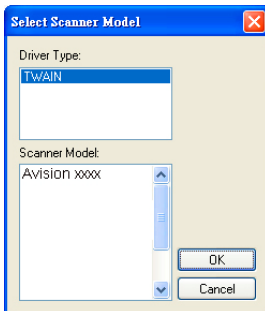 Select Scanner Model
Driver Type:
TWAIN
Scanner Model:
Avision xxxx
OK
Cancel